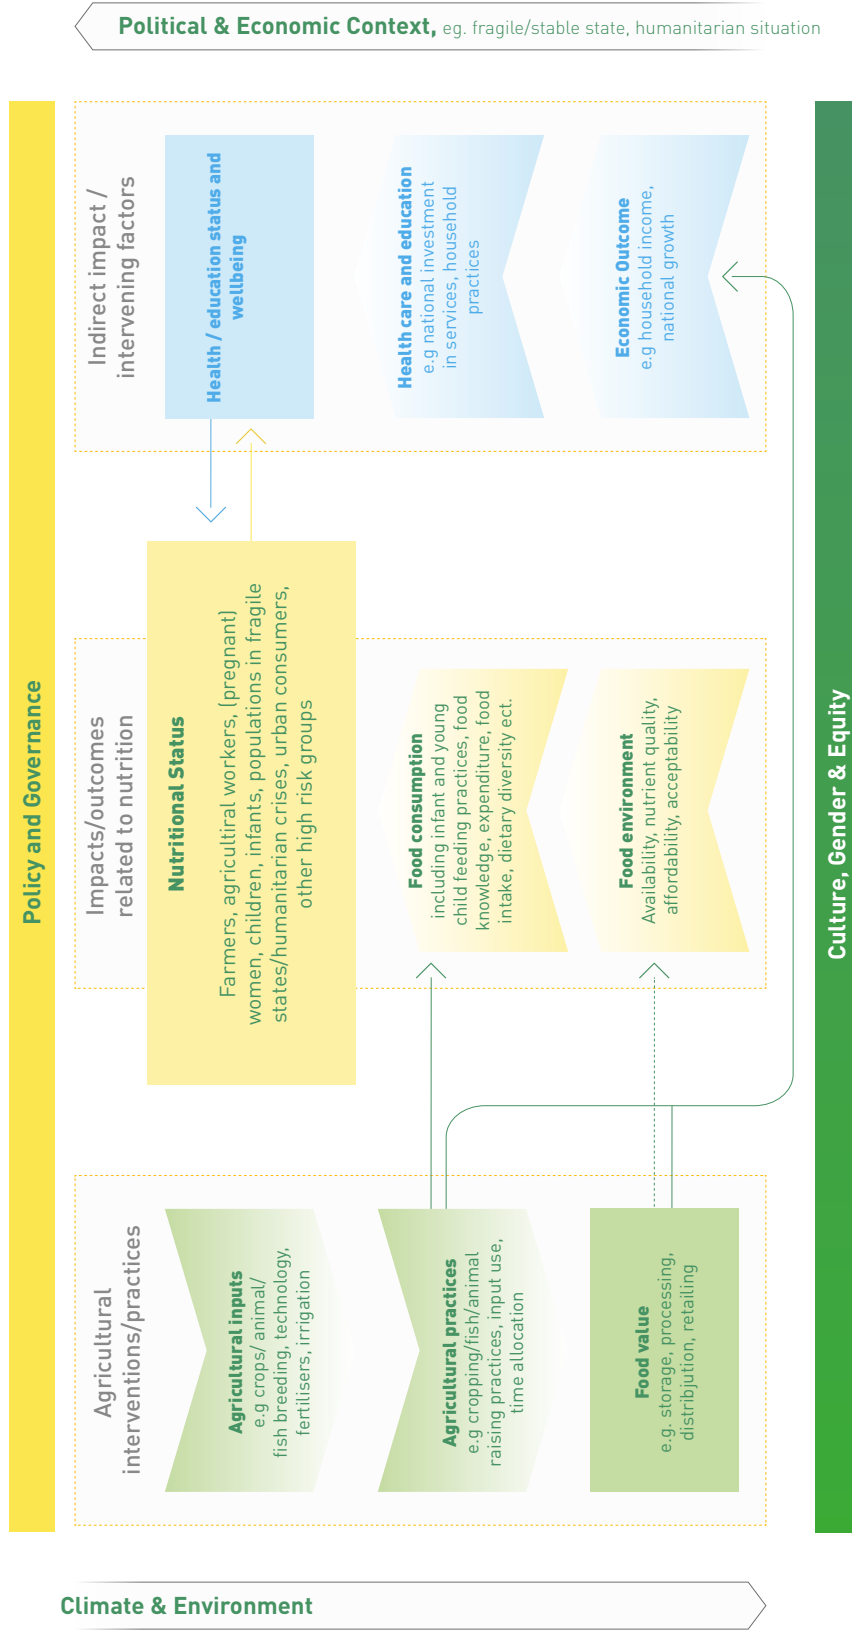 Political & Economic Context, eg. fragile/stable state, humanitarian situation
Policy and Governance
Agricultural
interventions/practices
Agricultural inputs
e.g crops/ animal/
fish breeding, technology,
fertilisers, irrigation
Agricultural practices
e.g cropping/fish/animal
raising practices, input use,
time allocation
Food value
e.g. storage, processing,
distribjution, retailing
Impacts/outcomes
related to nutrition
Nutritional Status
Farmers, agricultiral workers, (pregnant)
women, children, infants, populations in fragile
states/humanitarian crises, urban consumers,
other high risk groups
Food consumption
including infant and young
child feeding practices, food
knowledge, expenditure, food
intake, dietary diversity ect.
Food environment
Availability, nutrient quality,
affordability, acceptability
Indirect impact /
intervening factors
Health / education status and
wellbeing
Health care and education
e.g national investment
in services, household
practices
Economic Outcome
e.g household income,
national growth
Culture, Gender & Equity
Climate & Environment